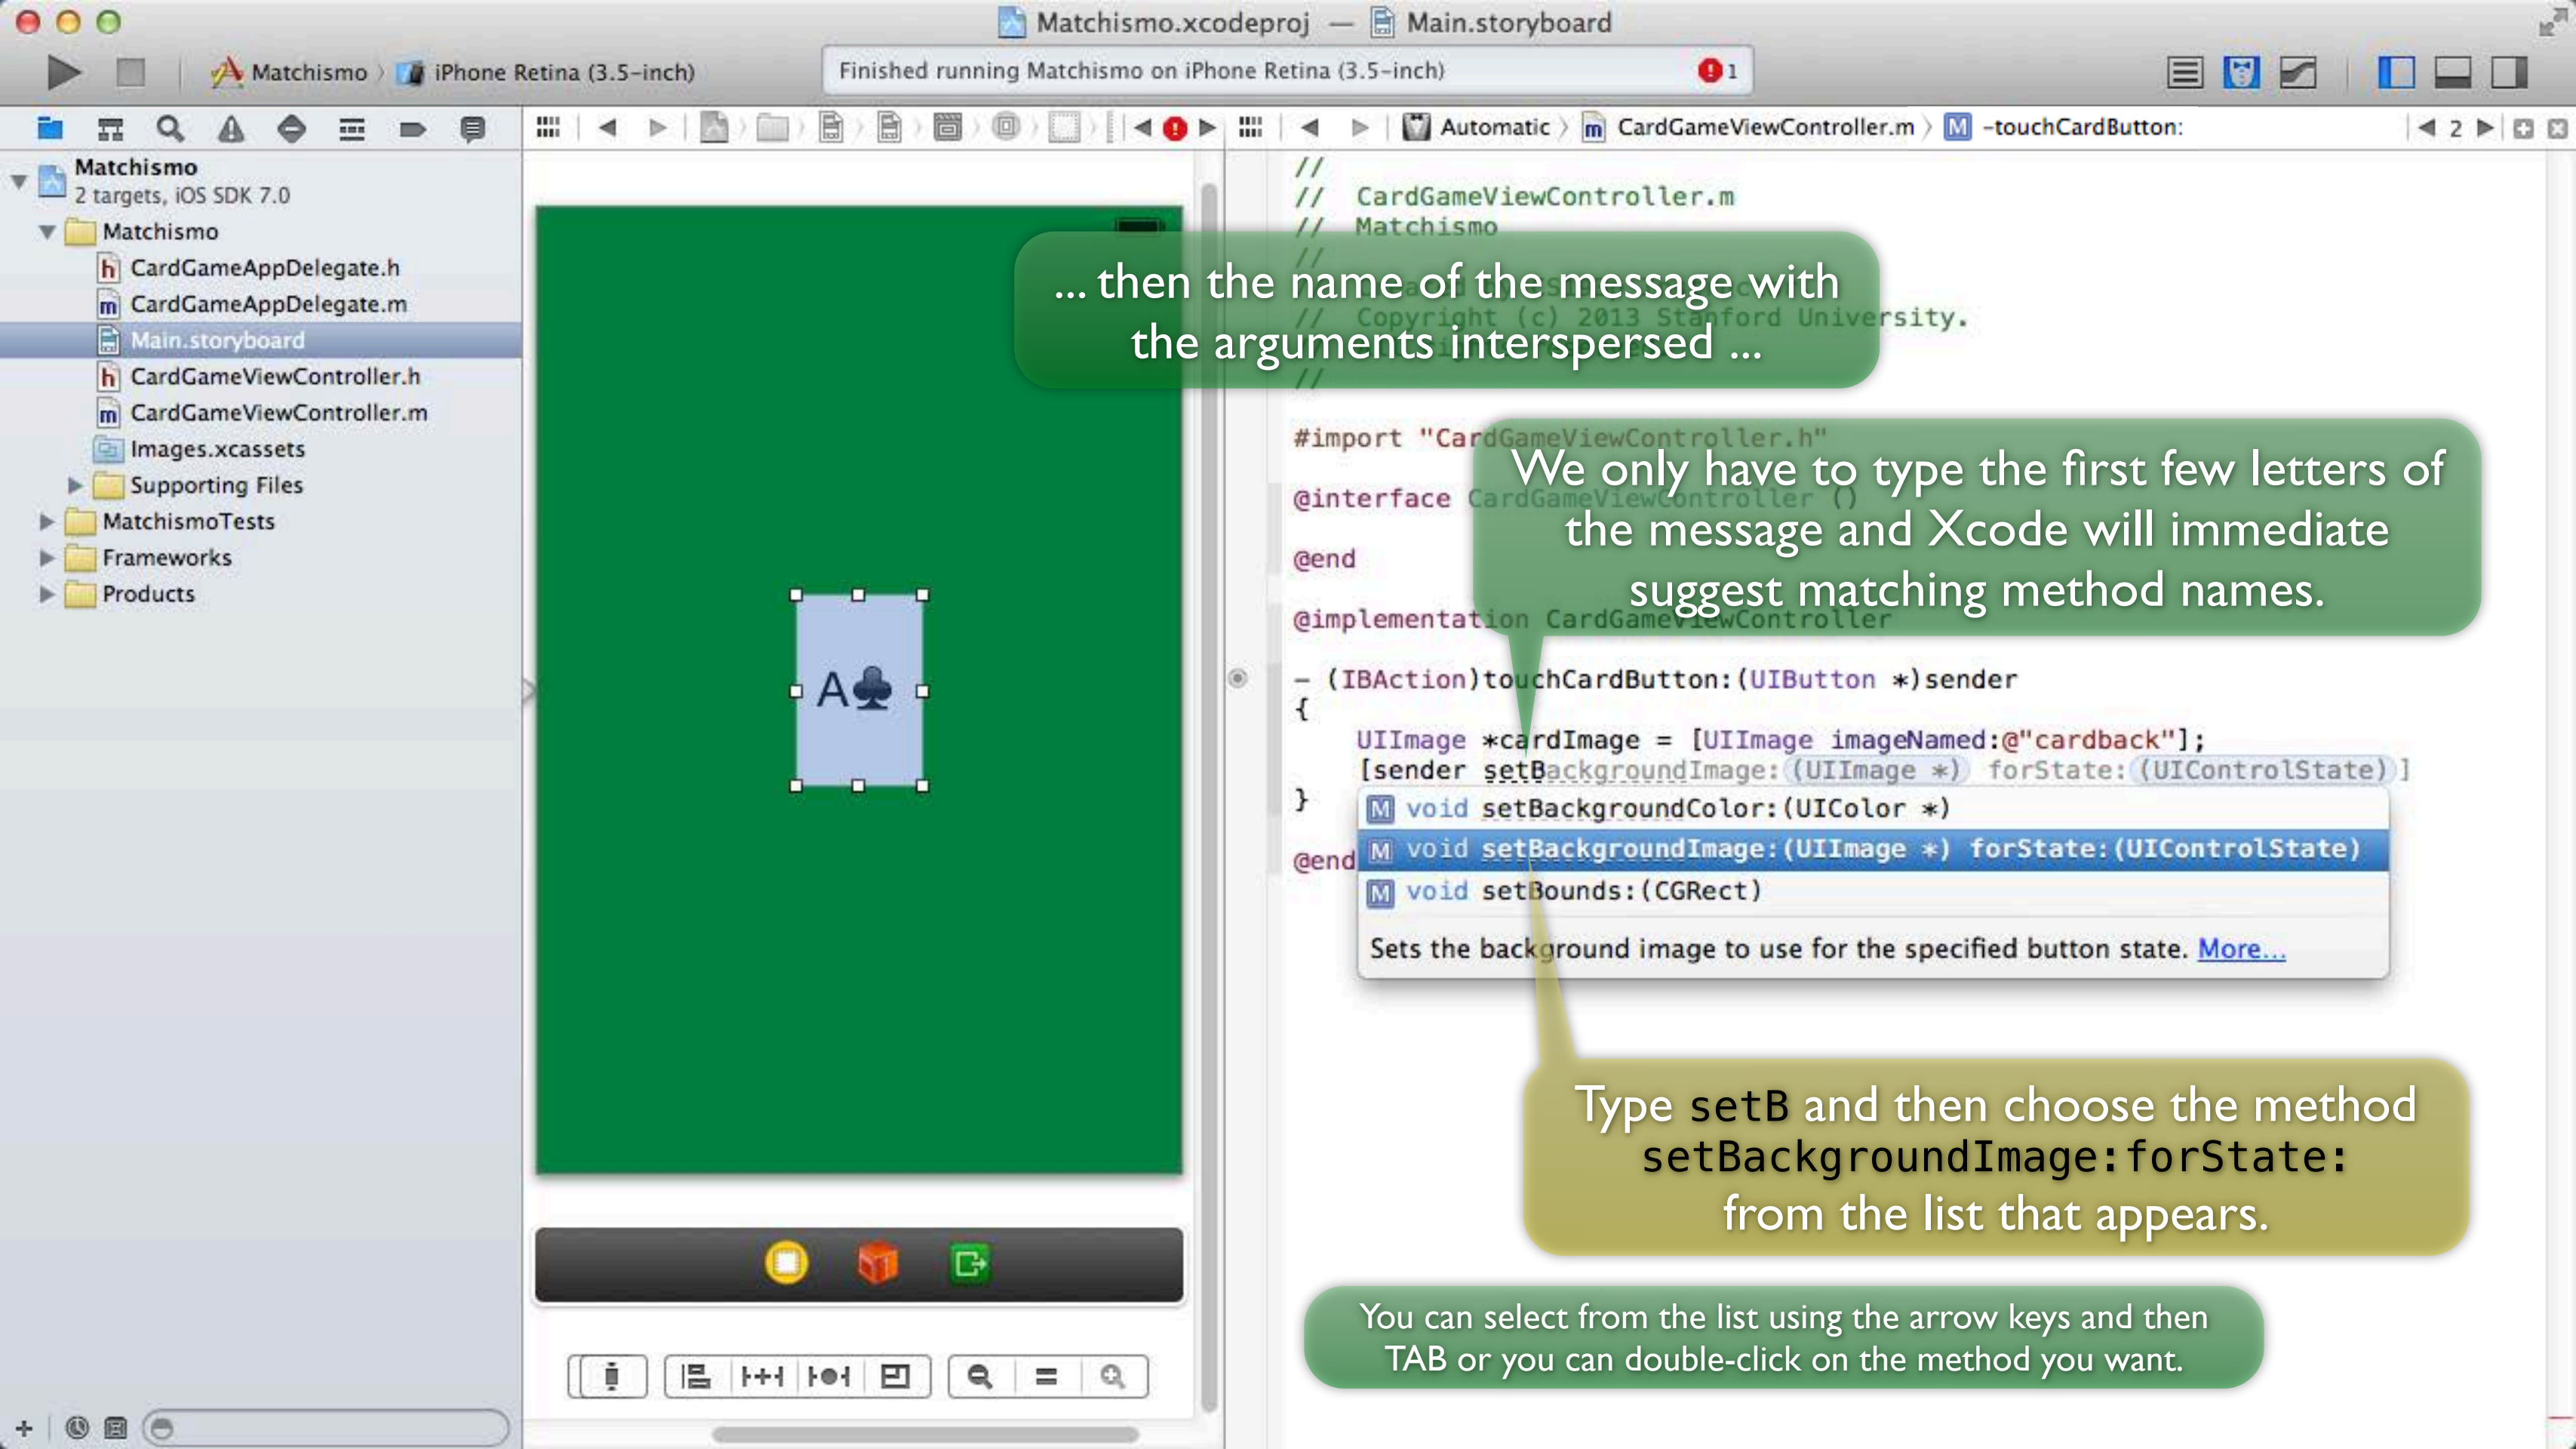 Matchismo.xcodeproj — Main.storyboard
Matchismo
iPhone Retina (3.5-inch)
Finished running Matchismo on iPhone Retina (3.5-inch)
1
Automatic
CardGameViewController.m
M
-touchCardButton:
2
Matchismo
2 targets, iOS SDK 7.0
Matchismo
h CardGameAppDelegate.h
m CardGameAppDelegate.m
Main.storyboard
h CardGameViewController.h
m CardGameViewController.m
Images.xcassets
Supporting Files
MatchismoTests
Frameworks
Products
A♣
//
// CardGameViewController.m
// Matchismo
//
// Copyright (c) 2013 Stanford University.
//
... then the name of the message with
the arguments interspersed ...
#import "CardGameViewController.h"
@interface CardGameViewController ()
@end
@implementation CardGameViewController
We only have to type the first few letters of
the message and Xcode will immediate
suggest matching method names.
- (IBAction)touchCardButton:(UIButton *)sender
{
UIImage *cardImage = [UIImage imageNamed:@"cardback"];
[sender setBackgroundImage:(UIImage *) forState:(UIControlState)]
}
@end
M void setBackgroundColor:(UIColor *)
M void setBackgroundImage:(UIImage *) forState:(UIControlState)
M void setBounds:(CGRect)
Sets the background image to use for the specified button state. More...
Type setB and then choose the method
setBackgroundImage:forState:
from the list that appears.
You can select from the list using the arrow keys and then
TAB or you can double-click on the method you want.